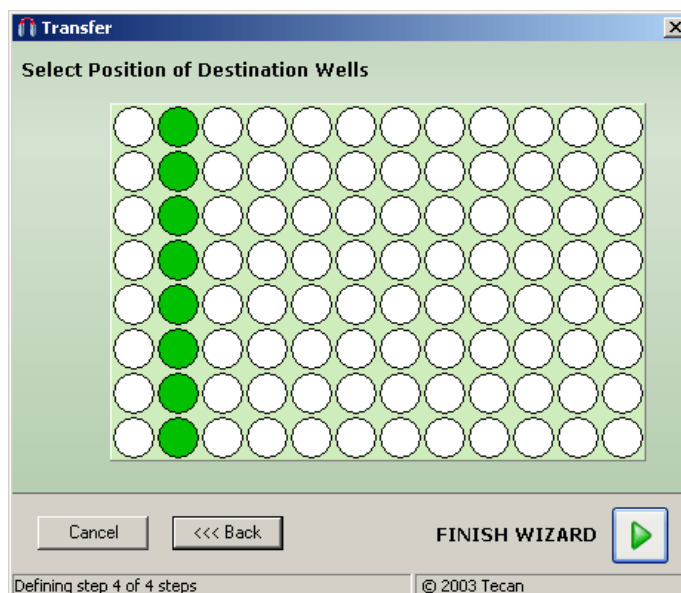 Transfer
Select Position of Destination Wells
Cancel
<<< Back
FINISH WIZARD
Defining step 4 of 4 steps
© 2003 Tecan